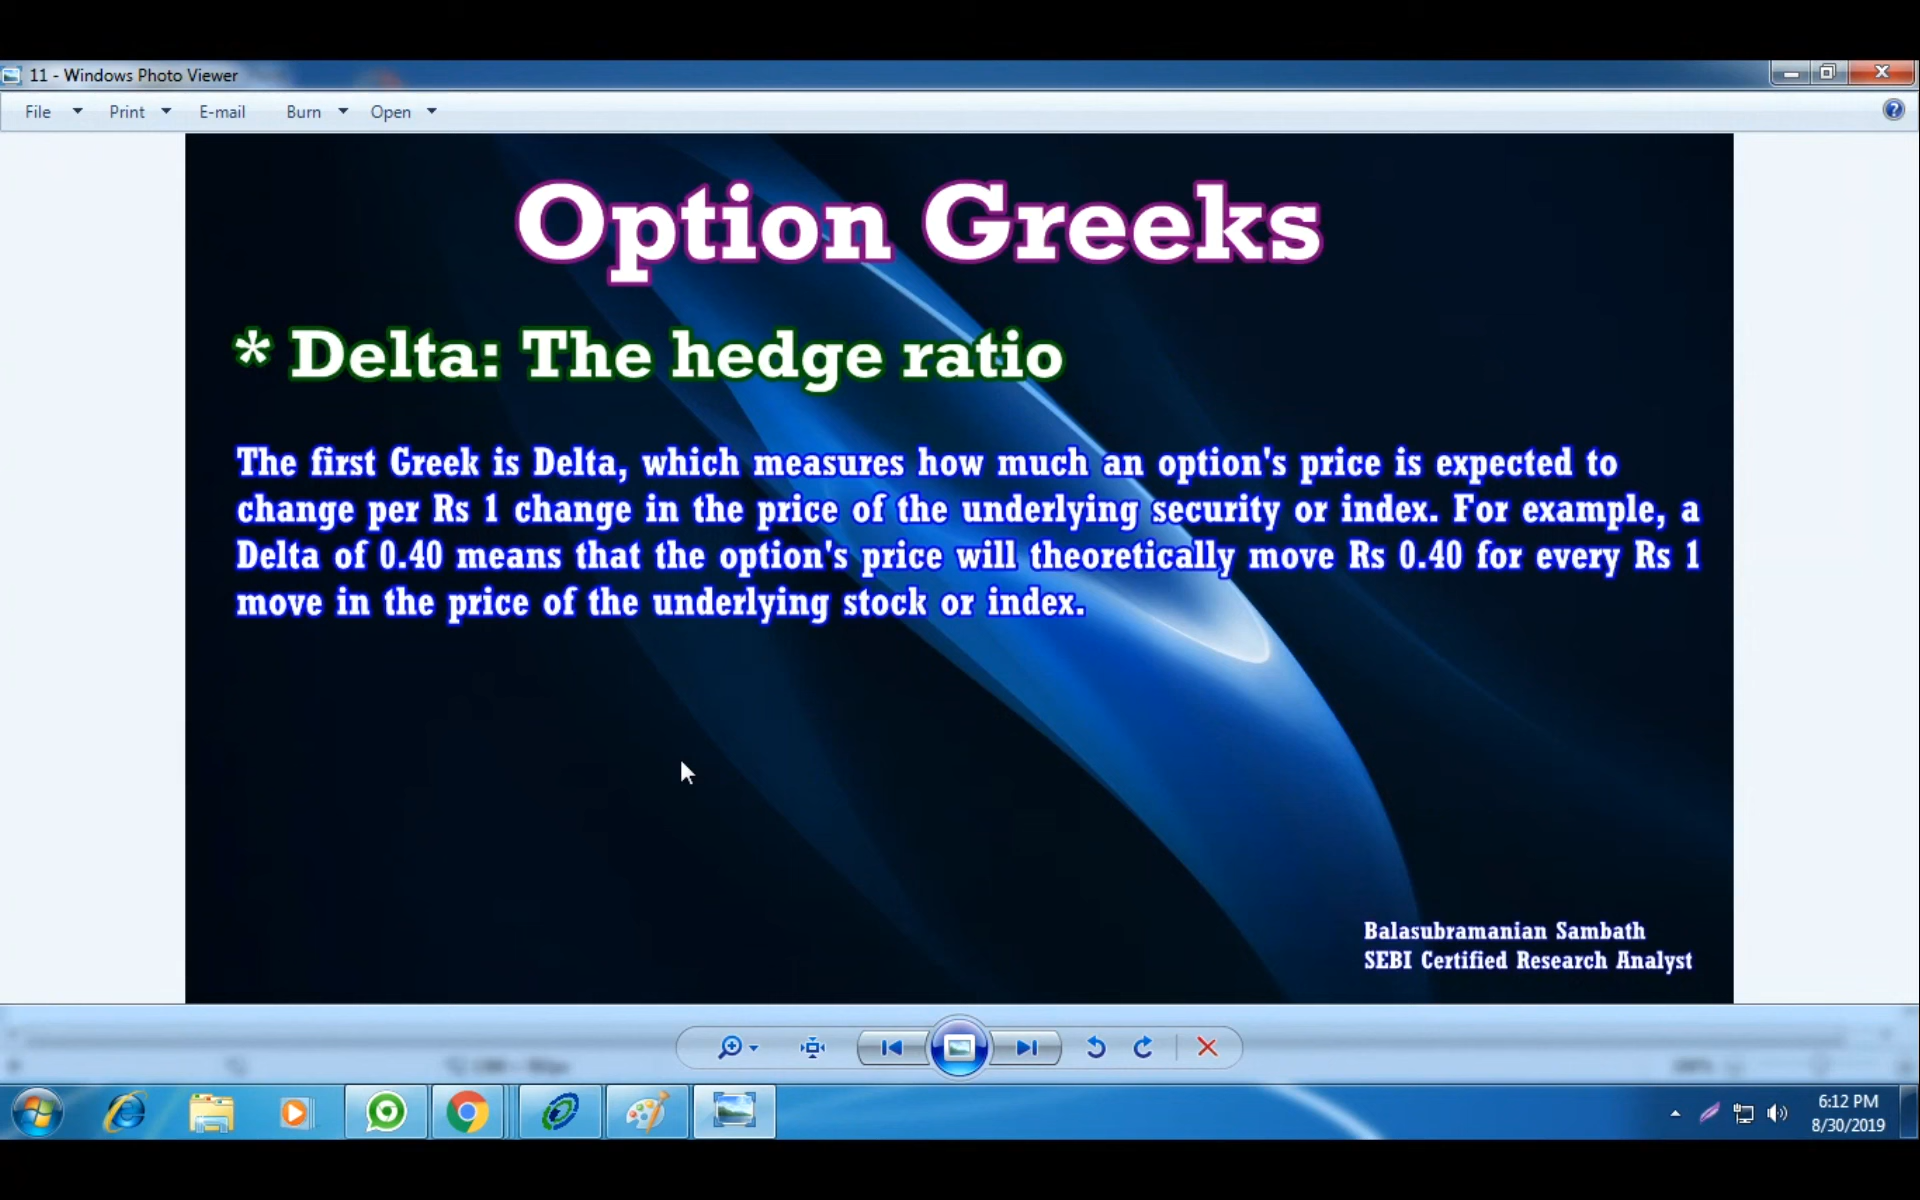 11 - Windows Photo Viewer
File Print E-mail Burn Open
Option Greeks
* Delta: The hedge ratio
The first Greek is Delta, which measures how much an option's price is expected to
change per Rs 1 change in the price of the underlying security or index. For example, a
Delta of 0.40 means that the option's price will theoretically move Rs 0.40 for every Rs 1
move in the price of the underlying stock or index.
Balasubramanian Sambath
SEBI Certified Research Analyst
6:12 PM
8/30/2019